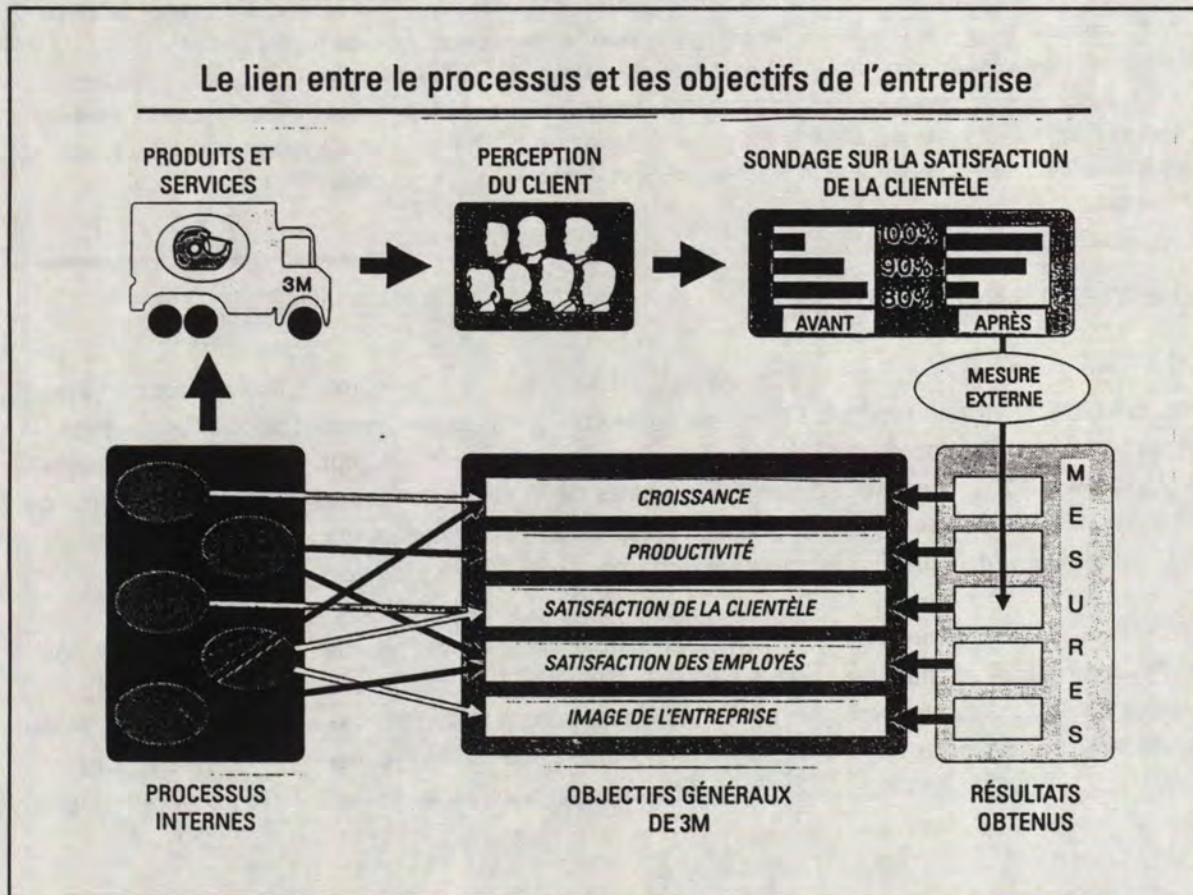 Le lien entre le processus et les objectifs de l'entreprise
PRODUITS ET
SERVICES
PERCEPTION
DU CLIENT
SONDAGE SUR LA SATISFACTION
DE LA CLIENTÈLE
3M
100%
90%
80%
AVANT
APRÈS
MESURE
EXTERNE
CROISSANCE
PRODUCTIVITÉ
SATISFACTION DE LA CLIENTÈLE
SATISFACTION DES EMPLOYÉS
IMAGE DE L'ENTREPRISE
MESURES
PROCESSUS
INTERNES
OBJECTIFS GÉNÉRAUX
DE 3M
RÉSULTATS
OBTENUS